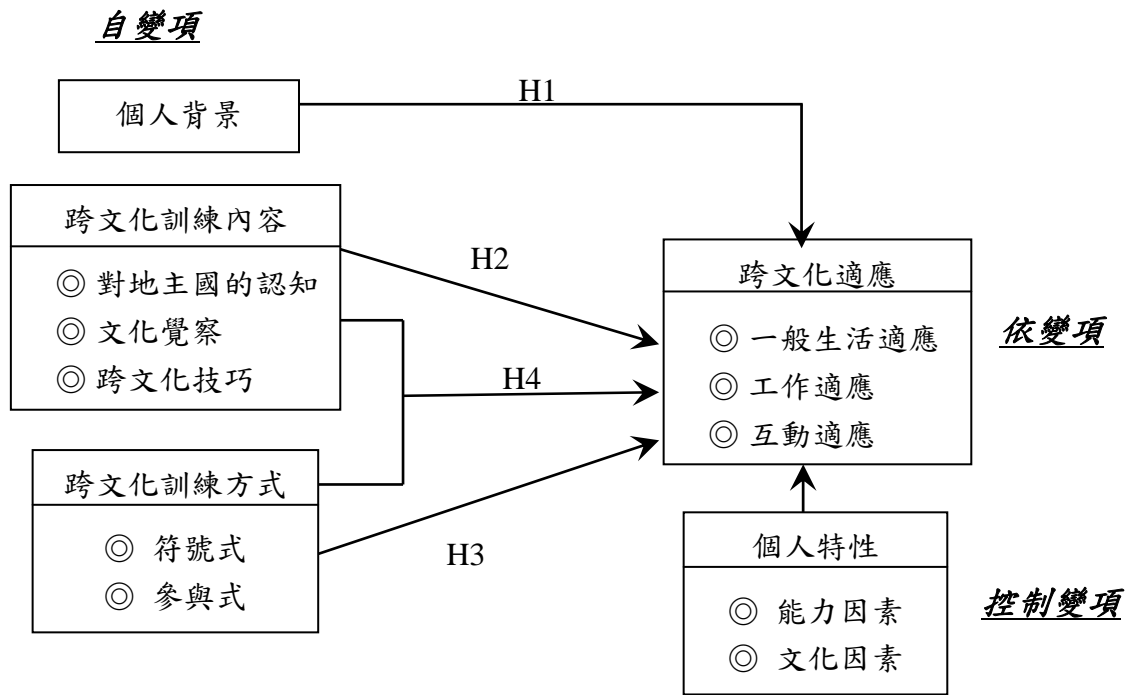 自變項
個人背景
H1
跨文化訓練內容
◎ 對地主國的認知
◎ 文化覺察
◎ 跨文化技巧
H2
跨文化適應
◎ 一般生活適應
◎ 工作適應
◎ 互動適應
依變項
H4
跨文化訓練方式
◎ 符號式
◎ 參與式
H3
個人特性
◎ 能力因素
◎ 文化因素
控制變項